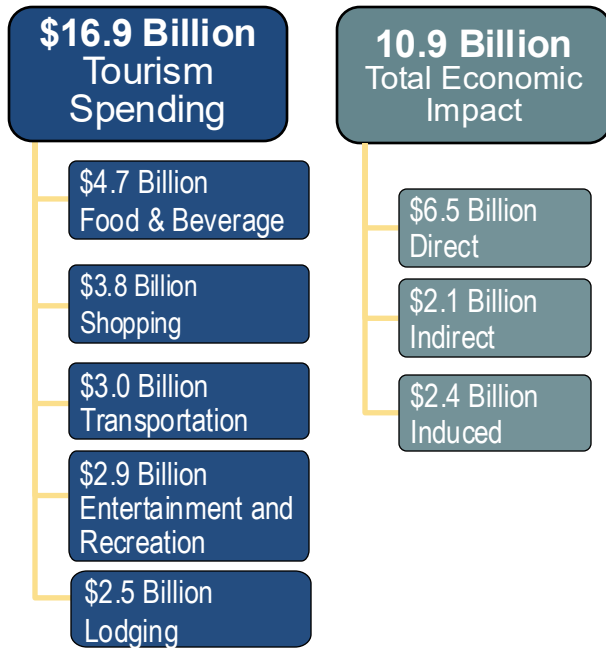 $16.9 Billion
Tourism
Spending
$4.7 Billion
Food & Beverage
$3.8 Billion
Shopping
$3.0 Billion
Transportation
$2.9 Billion
Entertainment and
Recreation
$2.5 Billion
Lodging
10.9 Billion
Total Economic
Impact
$6.5 Billion
Direct
$2.1 Billion
Indirect
$2.4 Billion
Induced